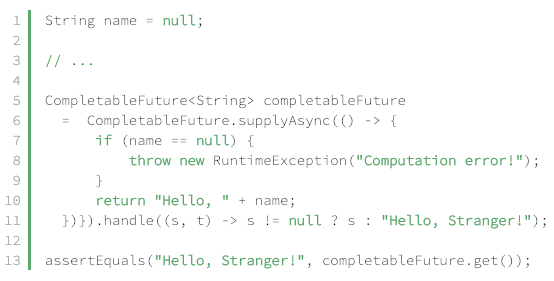 1 String name = null;
2
3 // ...
4
5 CompletableFuture<String> completableFuture
6 = CompletableFuture.supplyAsync(() -> {
7 if (name == null) {
8 throw new RuntimeException("Computation error!");
9 }
10 return "Hello, " + name;
11 })}).handle((s, t) -> s != null ? s : "Hello, Stranger!");
12
13 assertEquals("Hello, Stranger!", completableFuture.get());